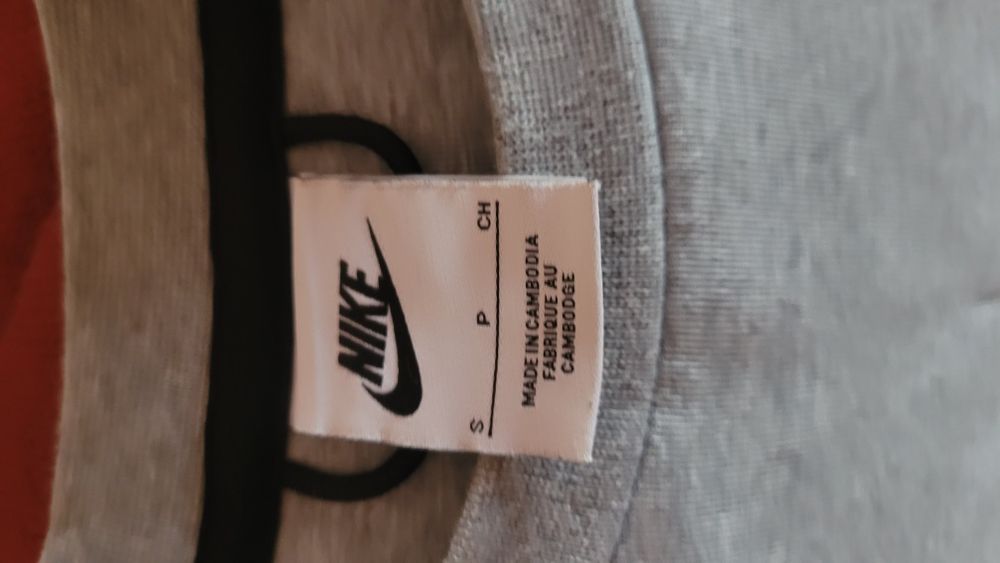 NIKE
S P CH
MADE IN CAMBODIA
FABRIQUE AU
CAMBODGE